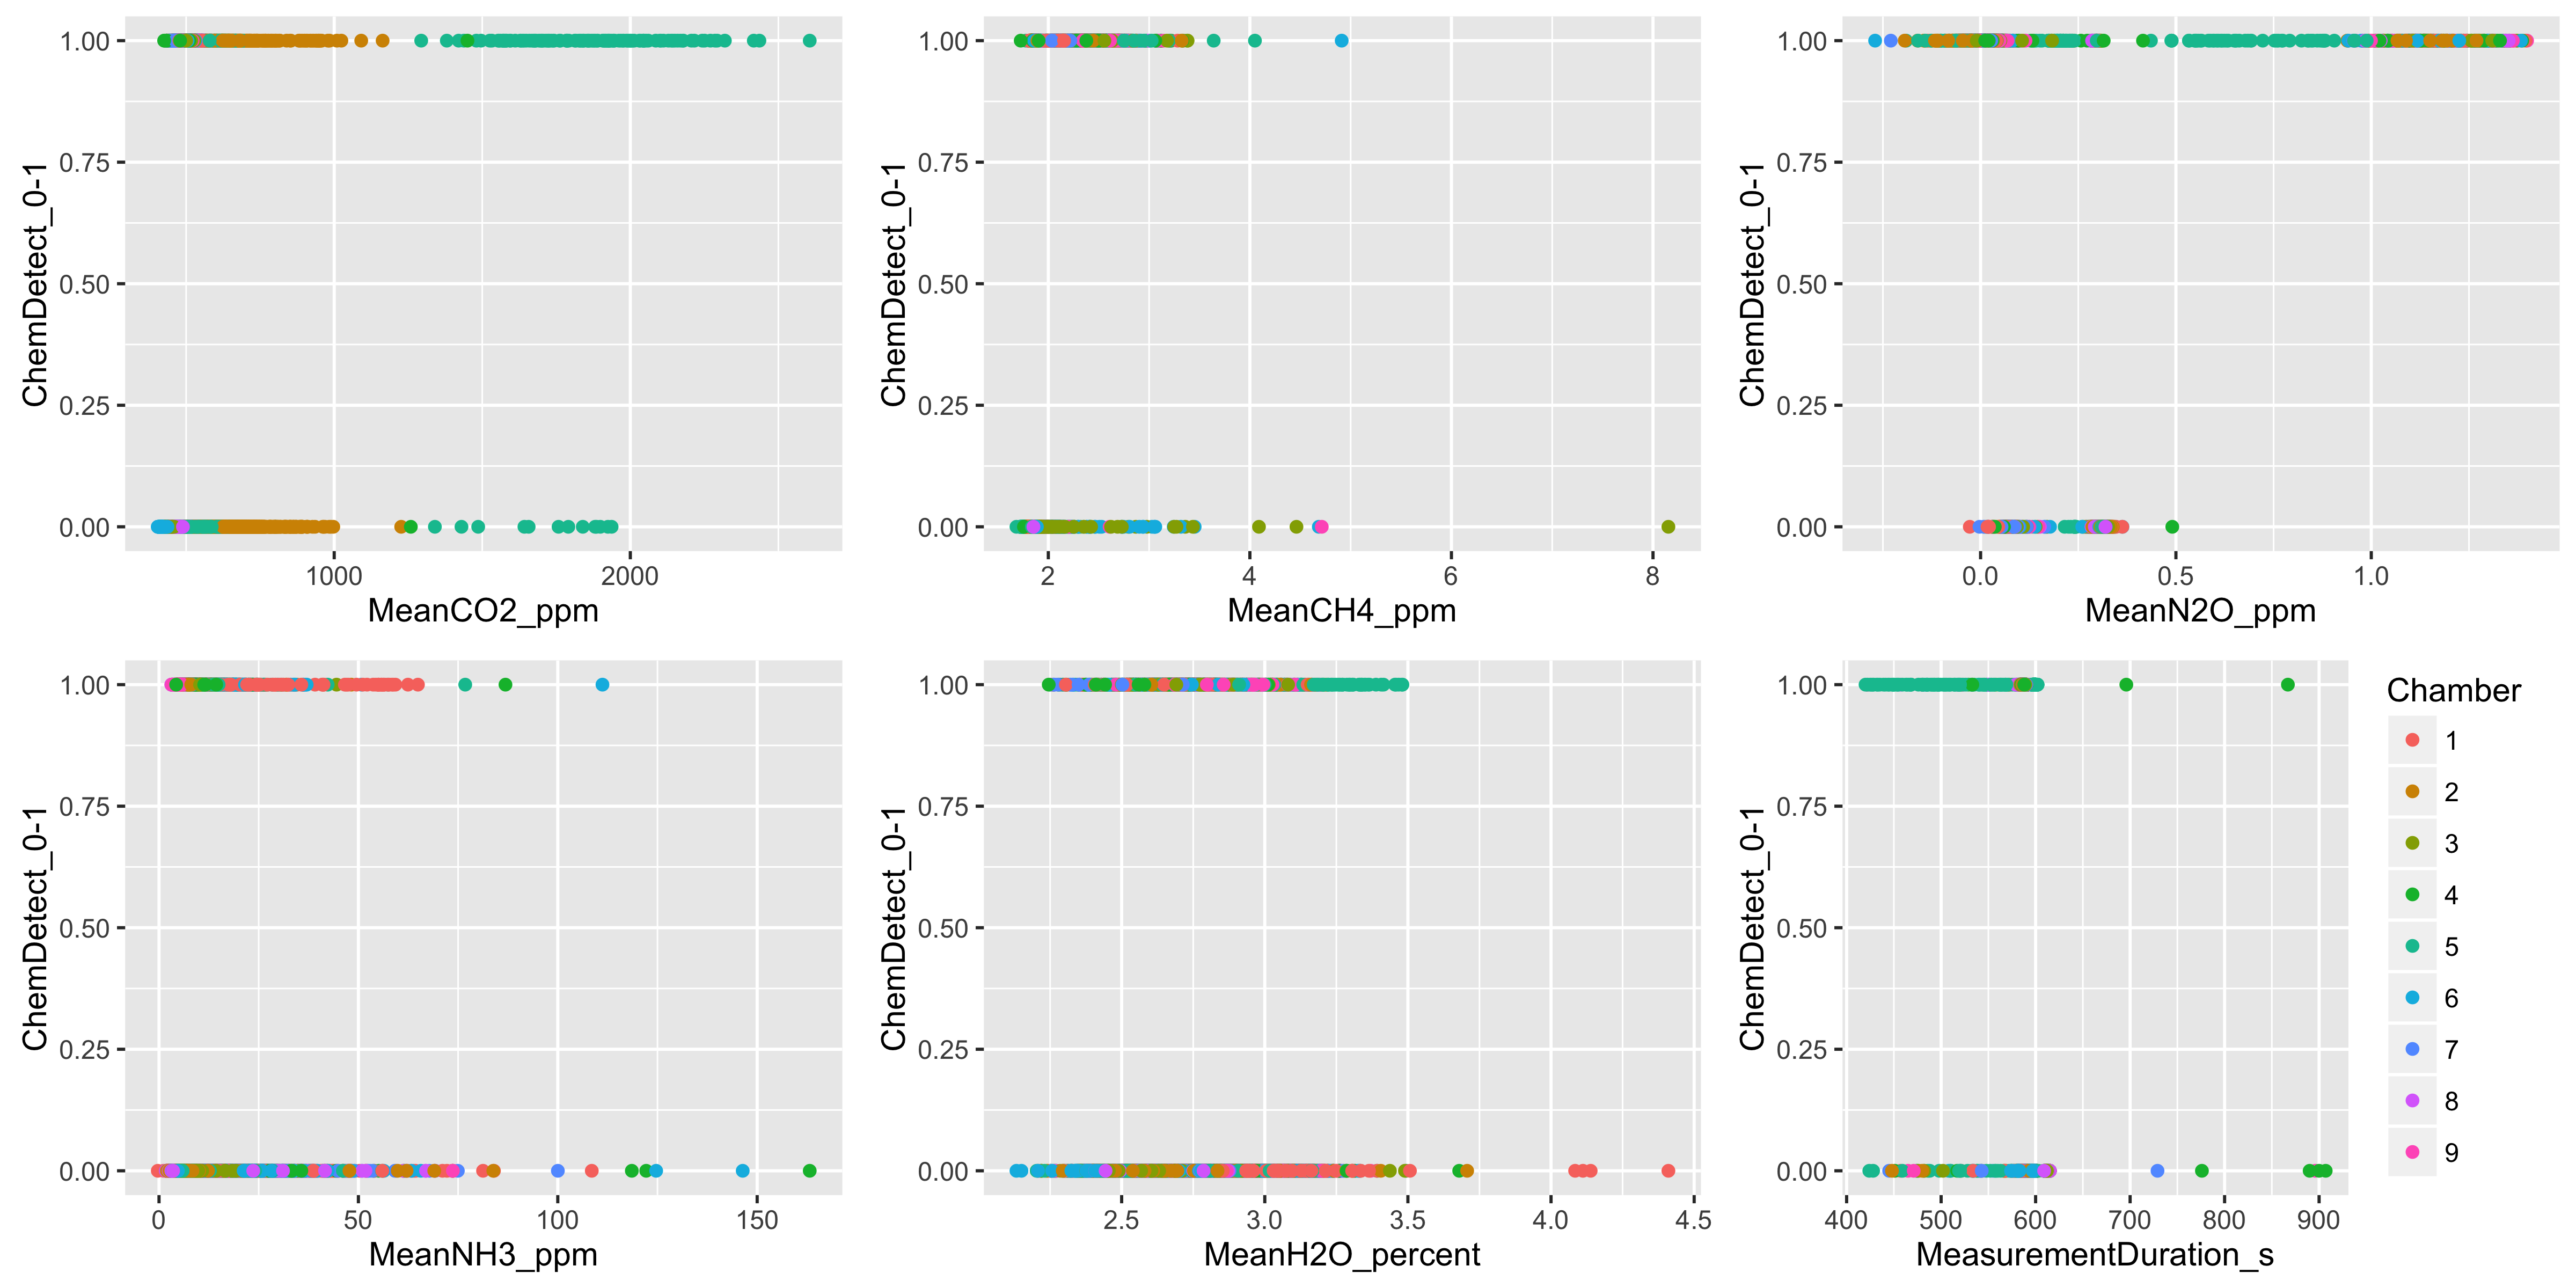 ChemDetect_0-1
1.00
0.75
0.50
0.25
0.00
1000 2000
MeanCO2_ppm
ChemDetect_0-1
1.00
0.75
0.50
0.25
0.00
2 4 6 8
MeanCH4_ppm
ChemDetect_0-1
1.00
0.75
0.50
0.25
0.00
0.0 0.5 1.0
MeanN2O_ppm
ChemDetect_0-1
1.00
0.75
0.50
0.25
0.00
0 50 100 150
MeanNH3_ppm
ChemDetect_0-1
1.00
0.75
0.50
0.25
0.00
2.5 3.0 3.5 4.0 4.5
MeanH2O_percent
ChemDetect_0-1
1.00
0.75
0.50
0.25
0.00
400 500 600 700 800 900
MeasurementDuration_s
Chamber
1
2
3
4
5
6
7
8
9